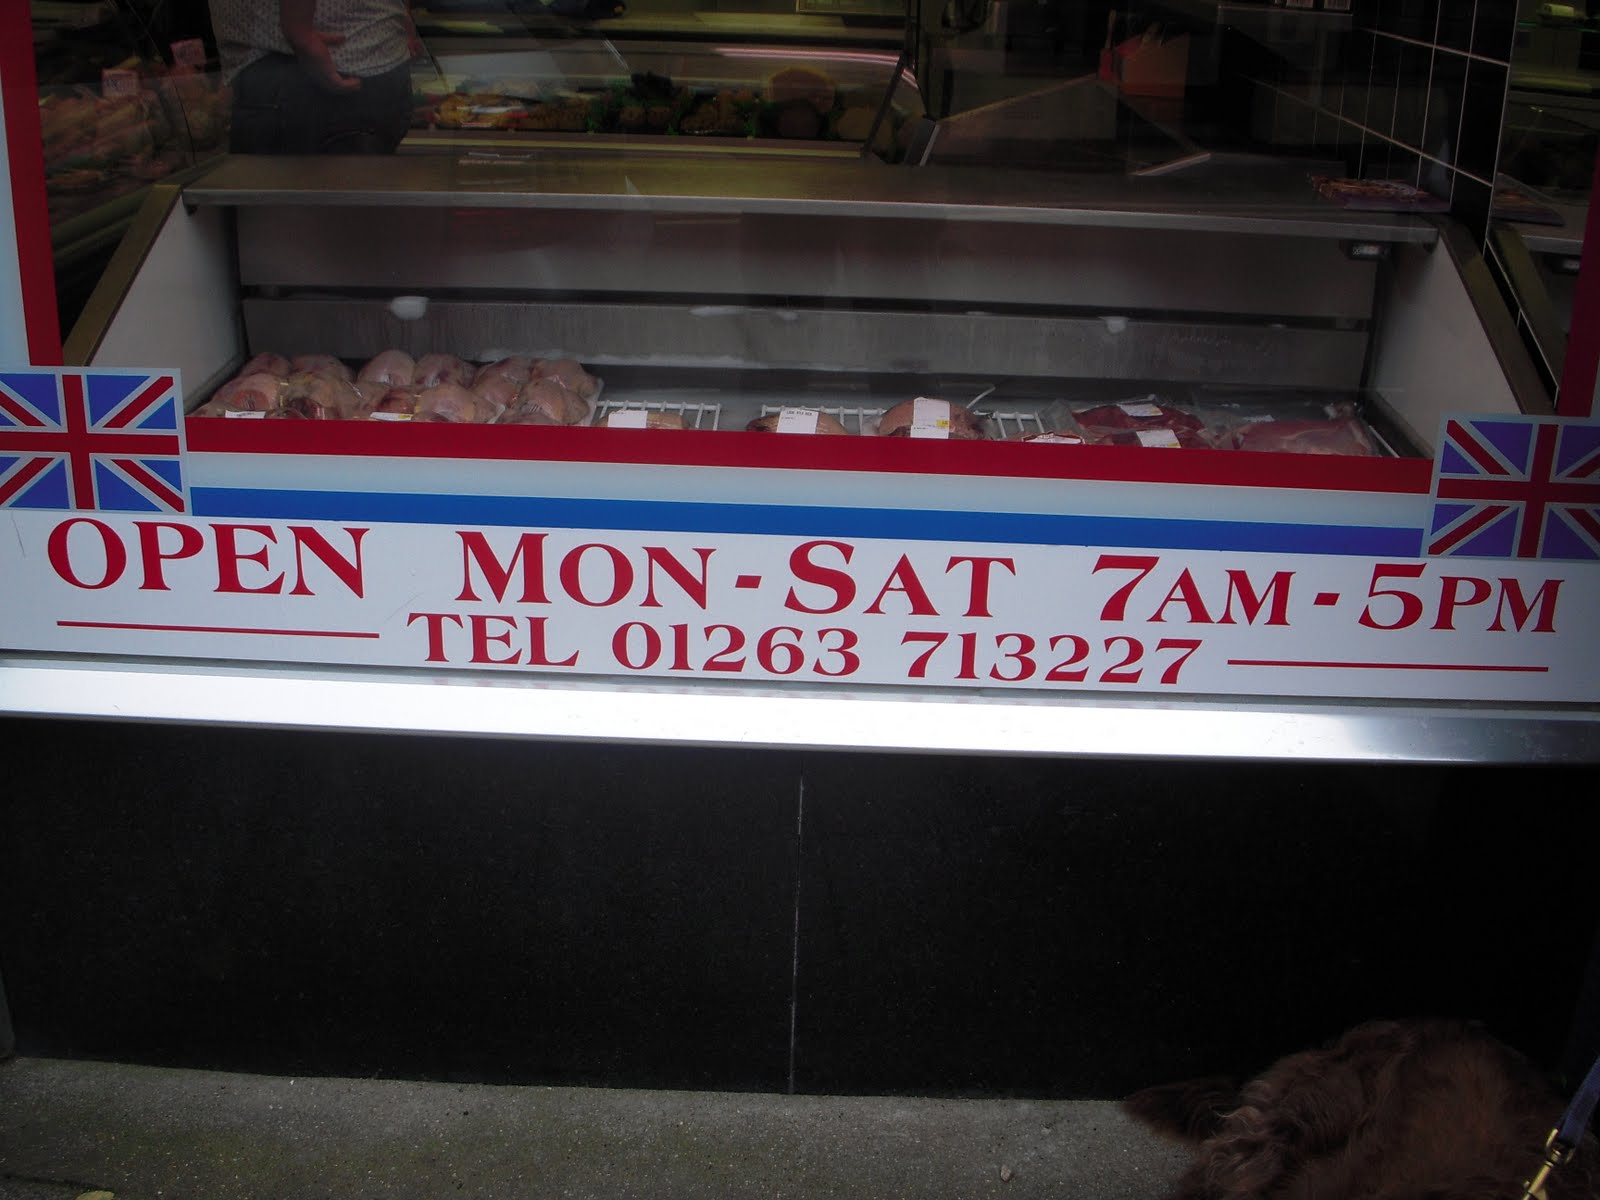 OPEN MON-SAT 7AM-5PM
TEL 01263 713227